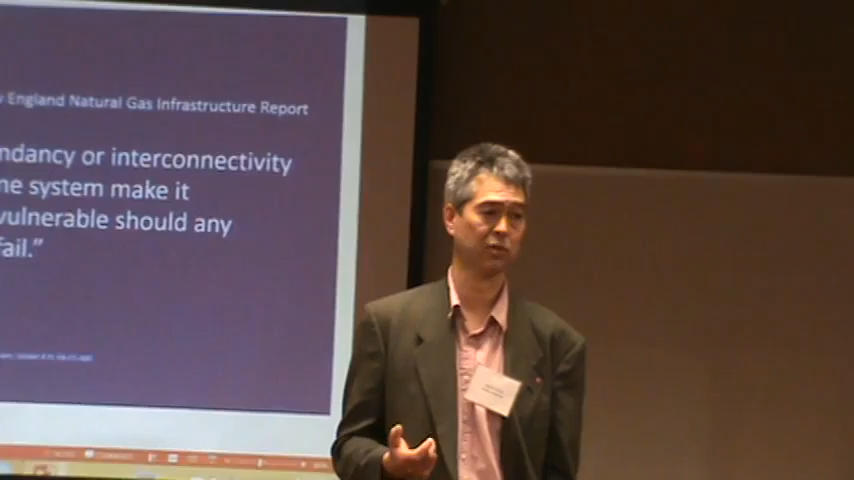 England Natural Gas Infrastructure Report
ndancy or interconnectivity
ne system make it
vulnerable should any
fail.”